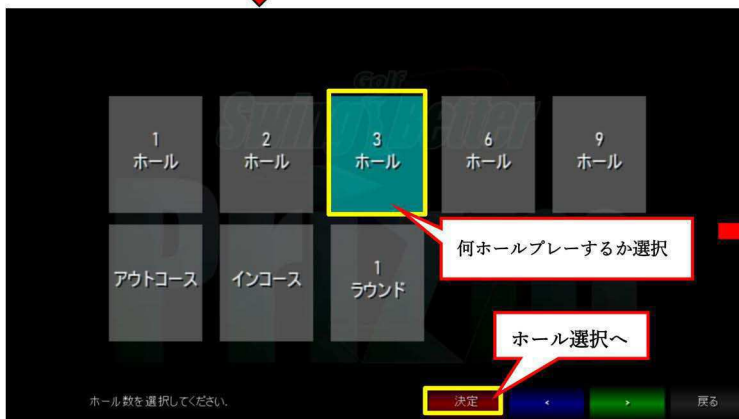 Golf
Swing Better
1
ホール
2
ホール
3
ホール
6
ホール
9
ホール
何ホールプレーするか選択
アウトコース
インコース
1
ラウンド
ホール選択へ
ホール数を選択してください.
決定
<
>
戻る